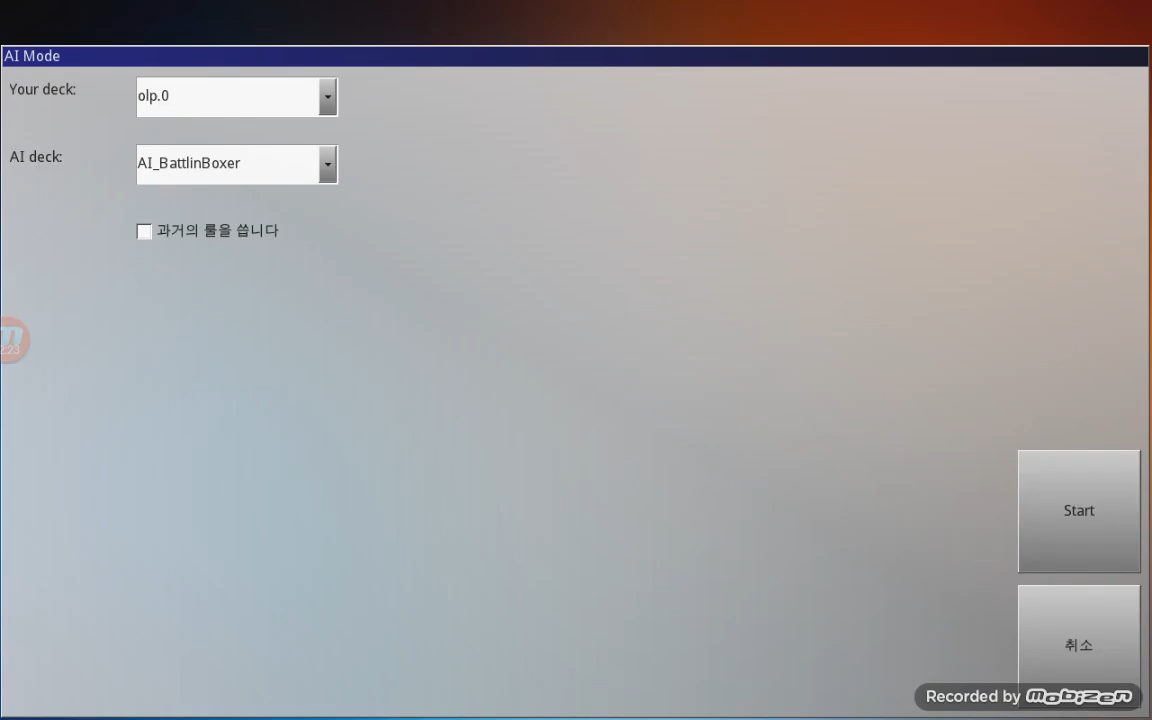 AI Mode
Your deck:
olp.0
AI deck:
AI_BattlinBoxer
과거의 룰을 씁니다
Start
취소
Recorded by mobizen